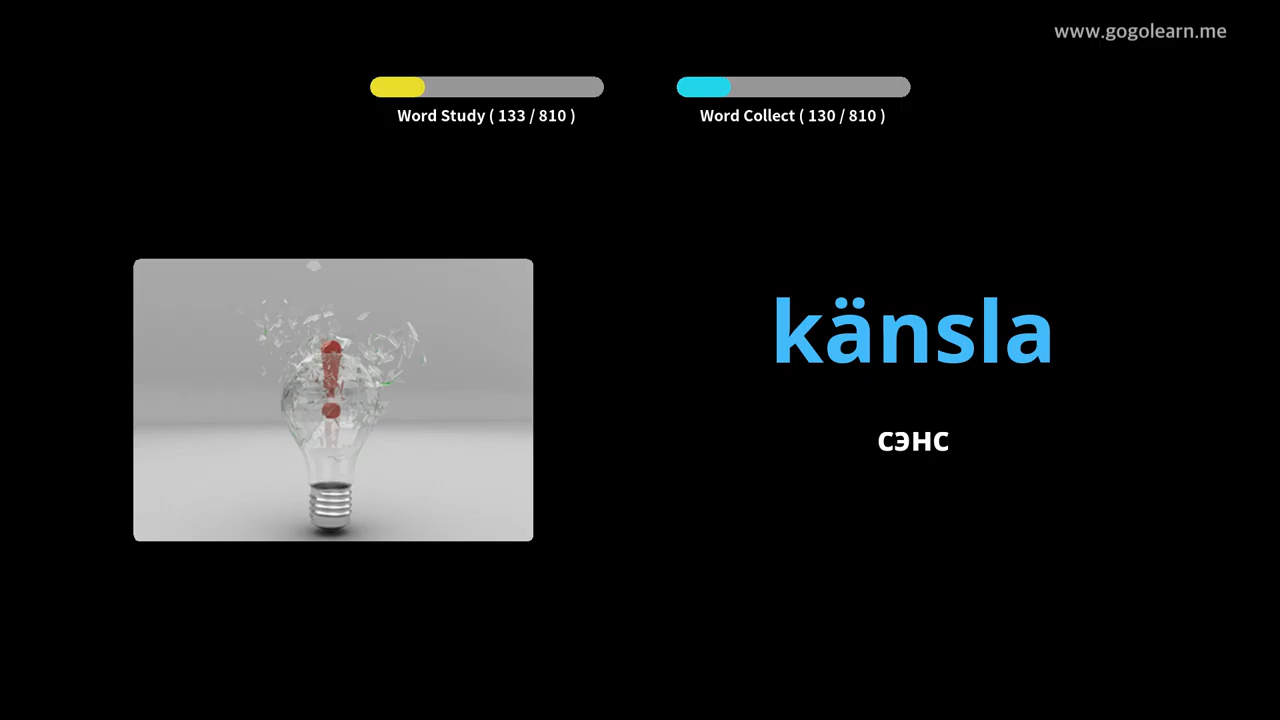 www.gogolearn.me
Word Study ( 133 / 810 )
Word Collect ( 130 / 810 )
känsla
сэнс